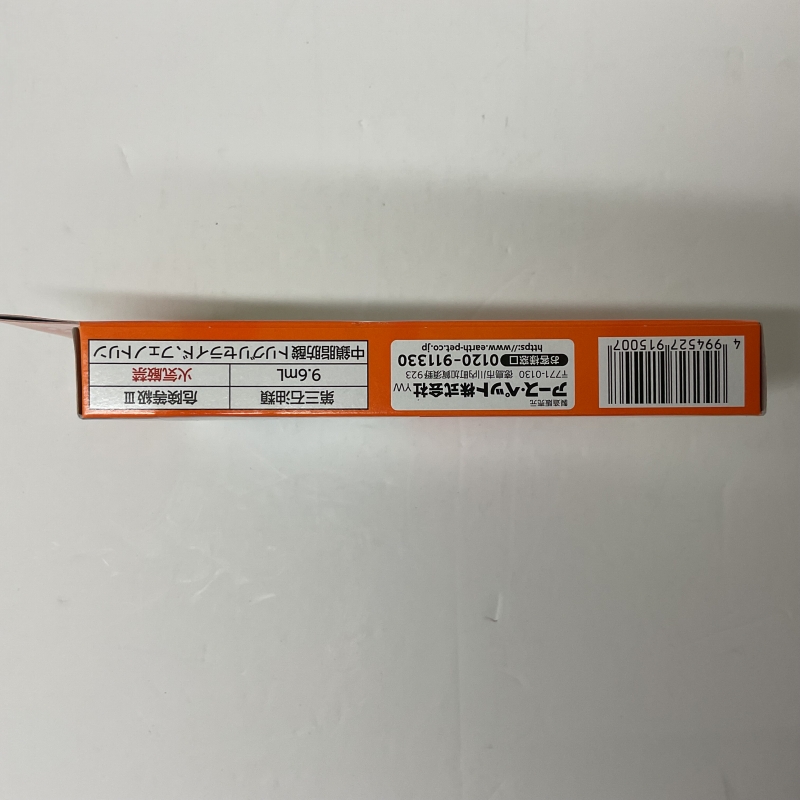 4 994527 915007
製造販売元
アース・ペット株式会社
YW
〒771-0130 徳島市川内町加賀須野923
お客様窓口 0120-911330
https://www.earth-pet.co.jp
第三石油類 危険等級Ⅲ
9.6mL 火気厳禁
中鎖脂肪酸トリグリセライド、フェノトリン